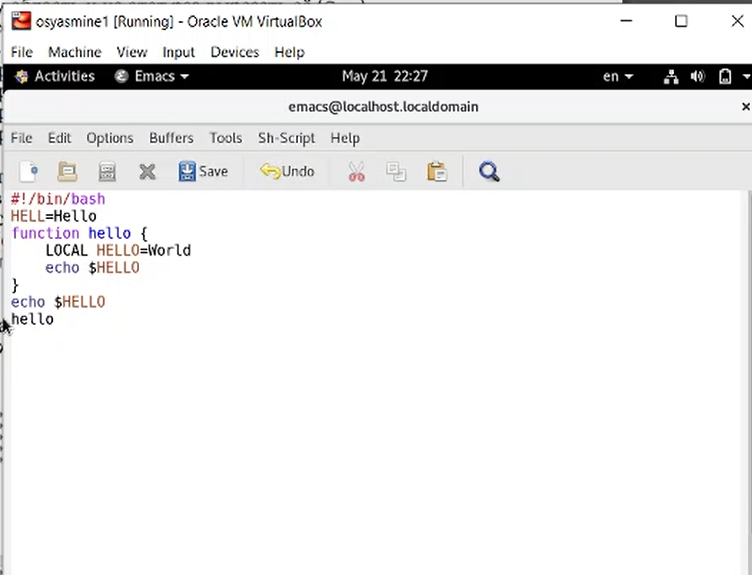 osyasmine1 [Running] - Oracle VM VirtualBox
File Machine View Input Devices Help
Activities Emacs May 21 22:27 en
emacs@localhost.localdomain
File Edit Options Buffers Tools Sh-Script Help
Save Undo
#!/bin/bash
HELL=Hello
function hello {
    LOCAL HELLO=World
    echo $HELLO
}
echo $HELLO
hello